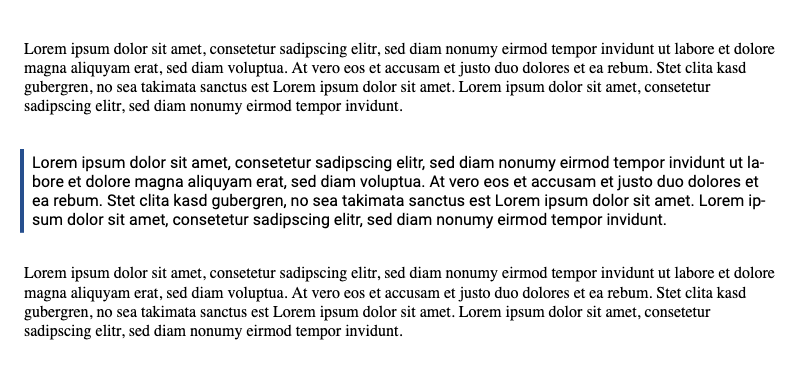 Lorem ipsum dolor sit amet, consetetur sadipscing elitr, sed diam nonumy eirmod tempor invidunt ut labore et dolore
magna aliquyam erat, sed diam voluptua. At vero eos et accusam et justo duo dolores et ea rebum. Stet clita kasd
gubergren, no sea takimata sanctus est Lorem ipsum dolor sit amet. Lorem ipsum dolor sit amet, consetetur
sadipscing elitr, sed diam nonumy eirmod tempor invidunt.
Lorem ipsum dolor sit amet, consetetur sadipscing elitr, sed diam nonumy eirmod tempor invidunt ut la-
bore et dolore magna aliquyam erat, sed diam voluptua. At vero eos et accusam et justo duo dolores et
ea rebum. Stet clita kasd gubergren, no sea takimata sanctus est Lorem ipsum dolor sit amet. Lorem ip-
sum dolor sit amet, consetetur sadipscing elitr, sed diam nonumy eirmod tempor invidunt.
Lorem ipsum dolor sit amet, consetetur sadipscing elitr, sed diam nonumy eirmod tempor invidunt ut labore et dolore
magna aliquyam erat, sed diam voluptua. At vero eos et accusam et justo duo dolores et ea rebum. Stet clita kasd
gubergren, no sea takimata sanctus est Lorem ipsum dolor sit amet. Lorem ipsum dolor sit amet, consetetur
sadipscing elitr, sed diam nonumy eirmod tempor invidunt.